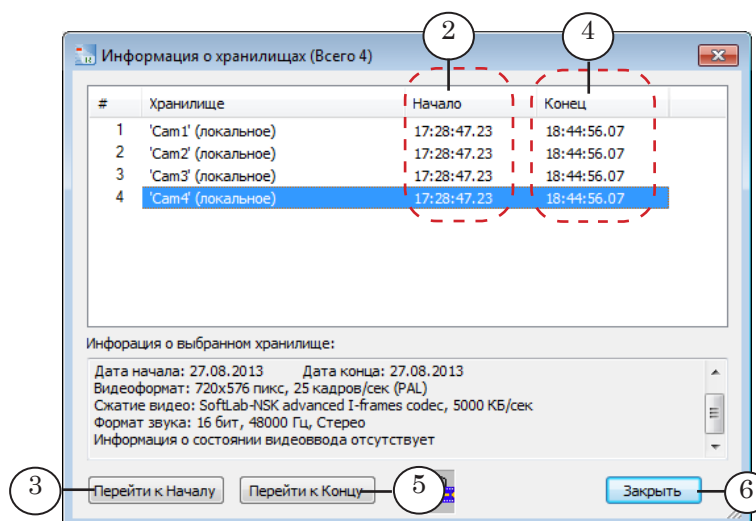 2
4
Информация о хранилищах (Всего 4)
# Хранилище Начало Конец
1 'Cam1' (локальное) 17:28:47.23 18:44:56.07
2 'Cam2' (локальное) 17:28:47.23 18:44:56.07
3 'Cam3' (локальное) 17:28:47.23 18:44:56.07
4 'Cam4' (локальное) 17:28:47.23 18:44:56.07
Инфорация о выбранном хранилище:
Дата начала: 27.08.2013 Дата конца: 27.08.2013
Видеоформат: 720x576 пикс, 25 кадров/сек (PAL)
Сжатие видео: SoftLab-NSK advanced I-frames codec, 5000 КБ/сек
Формат звука: 16 бит, 48000 Гц, Стерео
Информация о состоянии видеоввода отсутствует
3 Перейти к Началу Перейти к Концу 5 Закрыть 6